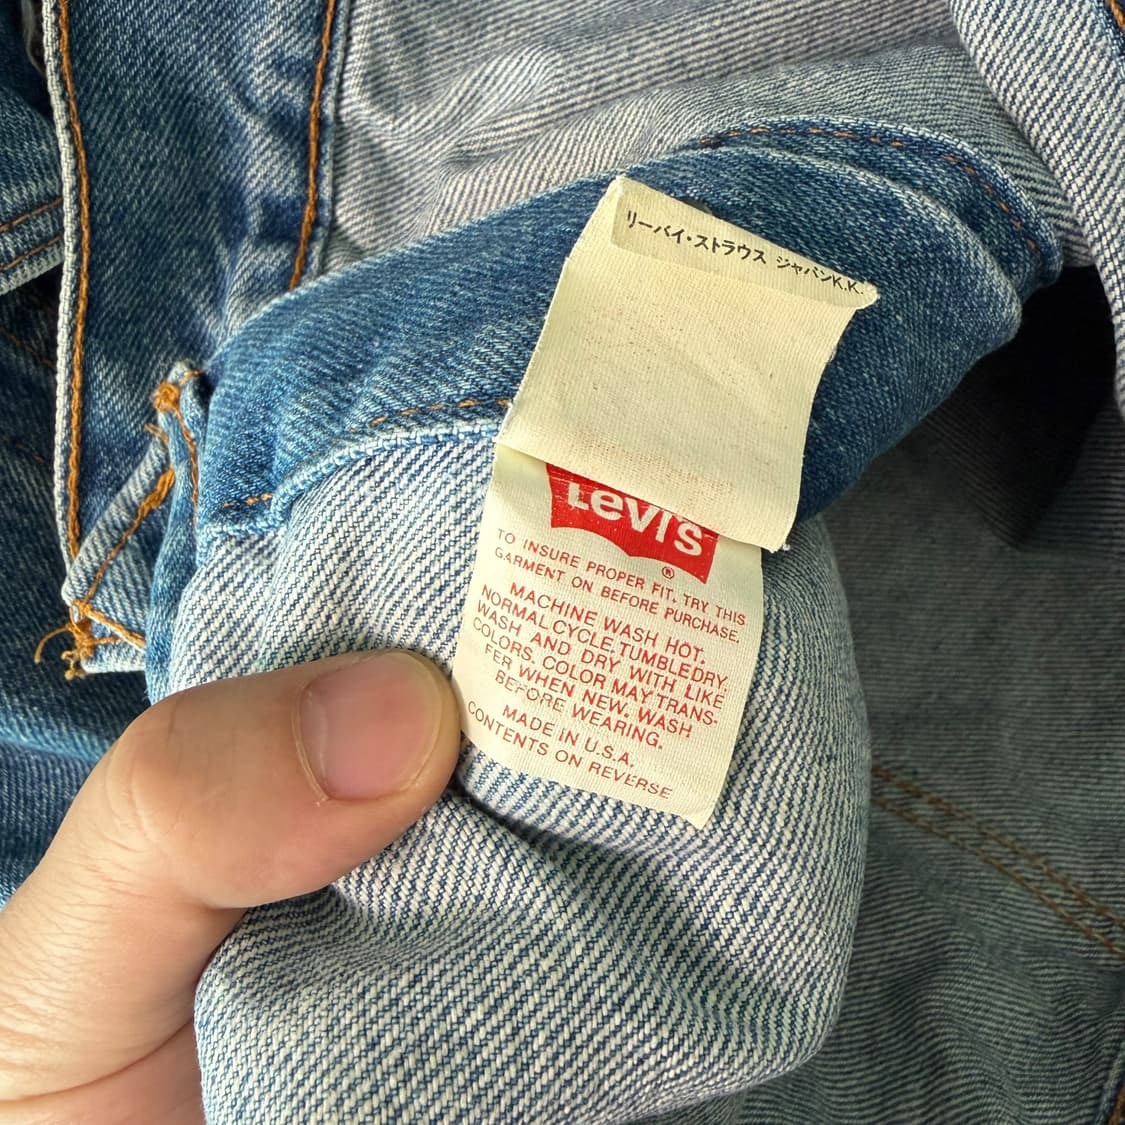 リーバイ・ストラウス ジャパンK.K.
LEVI'S
®
TO INSURE PROPER FIT, TRY THIS
GARMENT ON BEFORE PURCHASE.
MACHINE WASH HOT.
NORMAL CYCLE. TUMBLE DRY.
WASH AND DRY WITH LIKE
COLORS. COLOR MAY TRANS-
FER WHEN NEW. WASH
BEFORE WEARING.
MADE IN U.S.A.
CONTENTS ON REVERSE